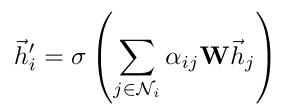 $$\vec{h}'_i = \sigma \left( \sum_{j \in \mathcal{N}_i} \alpha_{ij} \mathbf{W} \vec{h}_j \right)$$